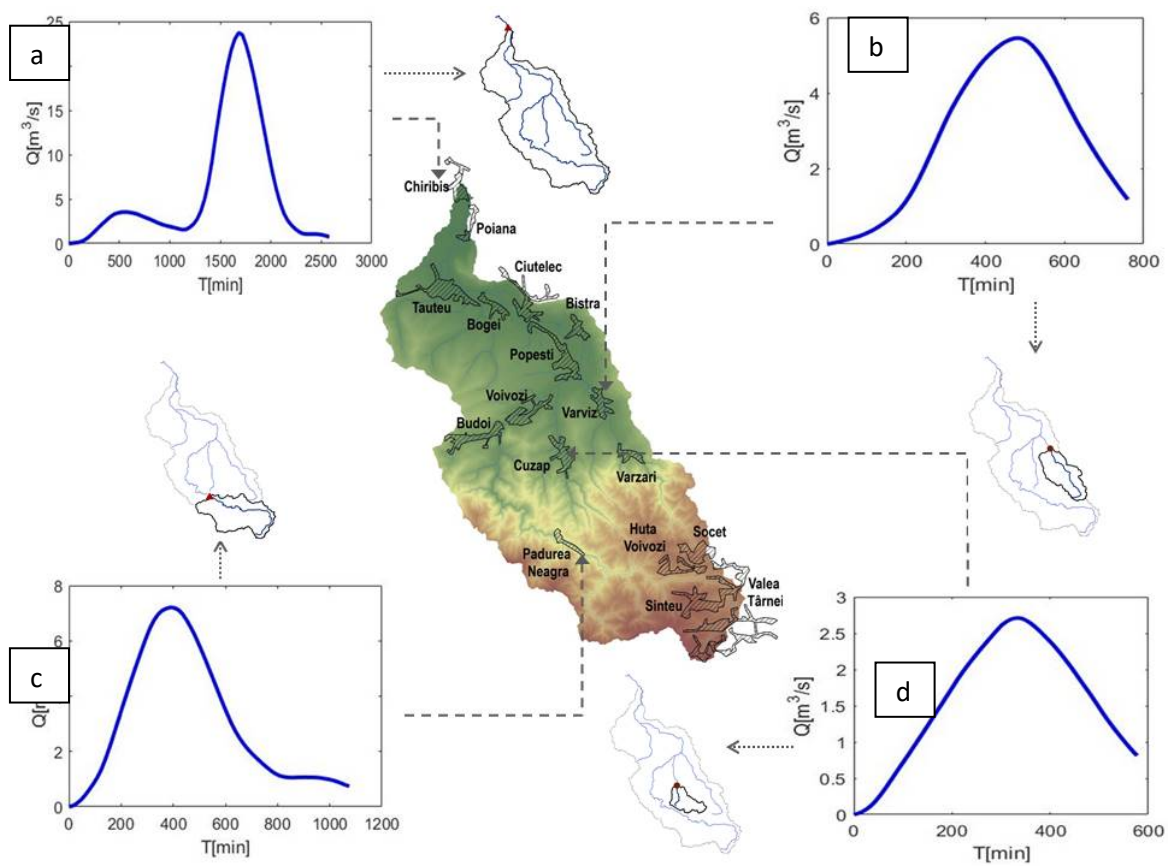 a
25
20
15
10
5
0
Q[m³/s]
0 500 1000 1500 2000 2500 3000
T[min]
b
6
4
2
0
Q[m³/s]
0 200 400 600 800
T[min]
Chiribis
Poiana
Ciutelec
Tauteu
Bogei
Bistra
Popesti
Voivozi
Varviz
Budoi
Cuzap
Varzari
Huta
Voivozi
Socet
Padurea
Neagra
Valea
Târnei
Sinteu
c
8
6
4
2
0
0 200 400 600 800 1000 1200
T[min]
d
3
2.5
2
1.5
1
0.5
0
Q[m³/s]
0 200 400 600
T[min]